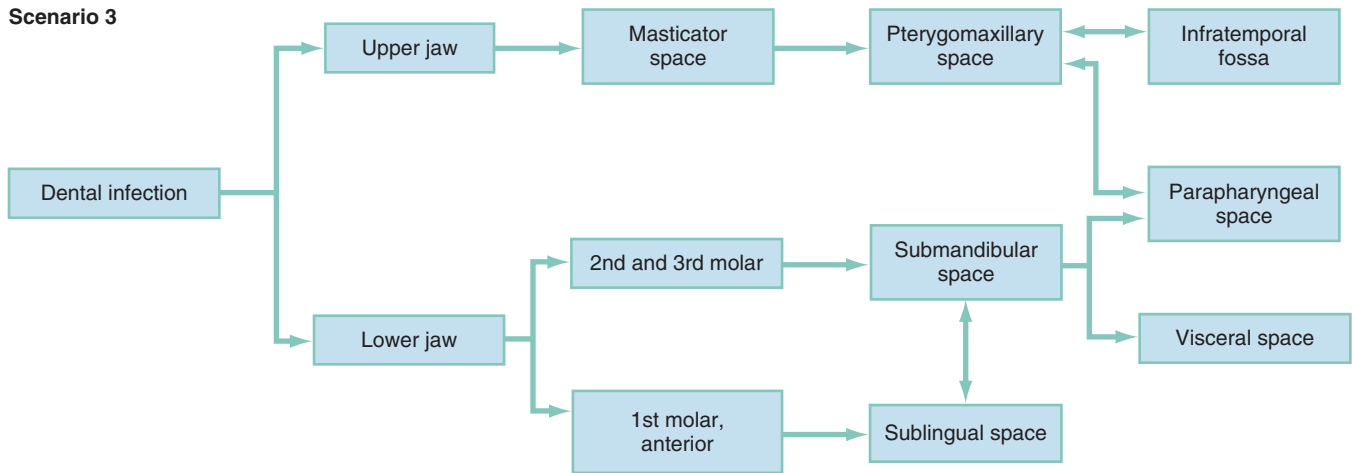 Scenario 3
Upper jaw
Masticator
space
Pterygomaxillary
space
Infratemporal
fossa
Dental infection
Parapharyngeal
space
2nd and 3rd molar
Submandibular
space
Lower jaw
Visceral space
1st molar,
anterior
Sublingual space